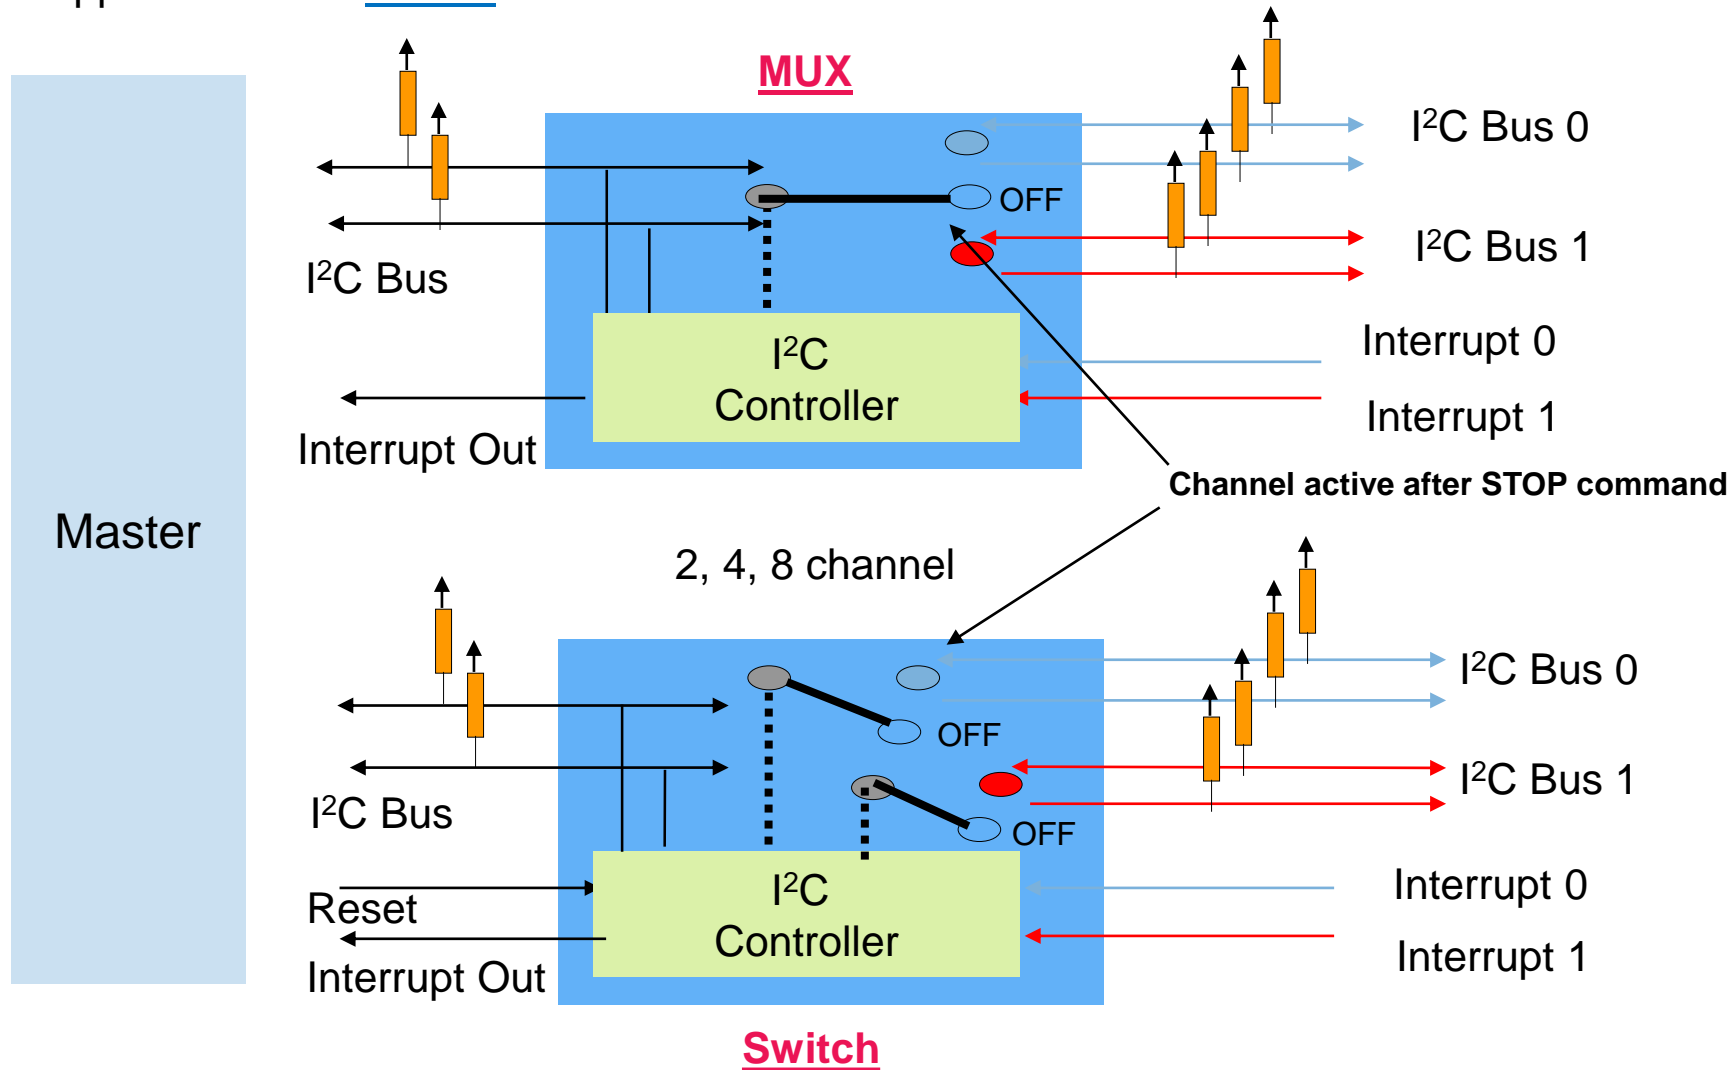 MUX
I²C Bus 0
OFF
I²C Bus 1
I²C Bus
Interrupt 0
I²C
Controller
Interrupt 1
Interrupt Out
Channel active after STOP command
Master
2, 4, 8 channel
I²C Bus 0
OFF
I²C Bus 1
I²C Bus
OFF
Interrupt 0
I²C
Controller
Reset
Interrupt 1
Interrupt Out
Switch